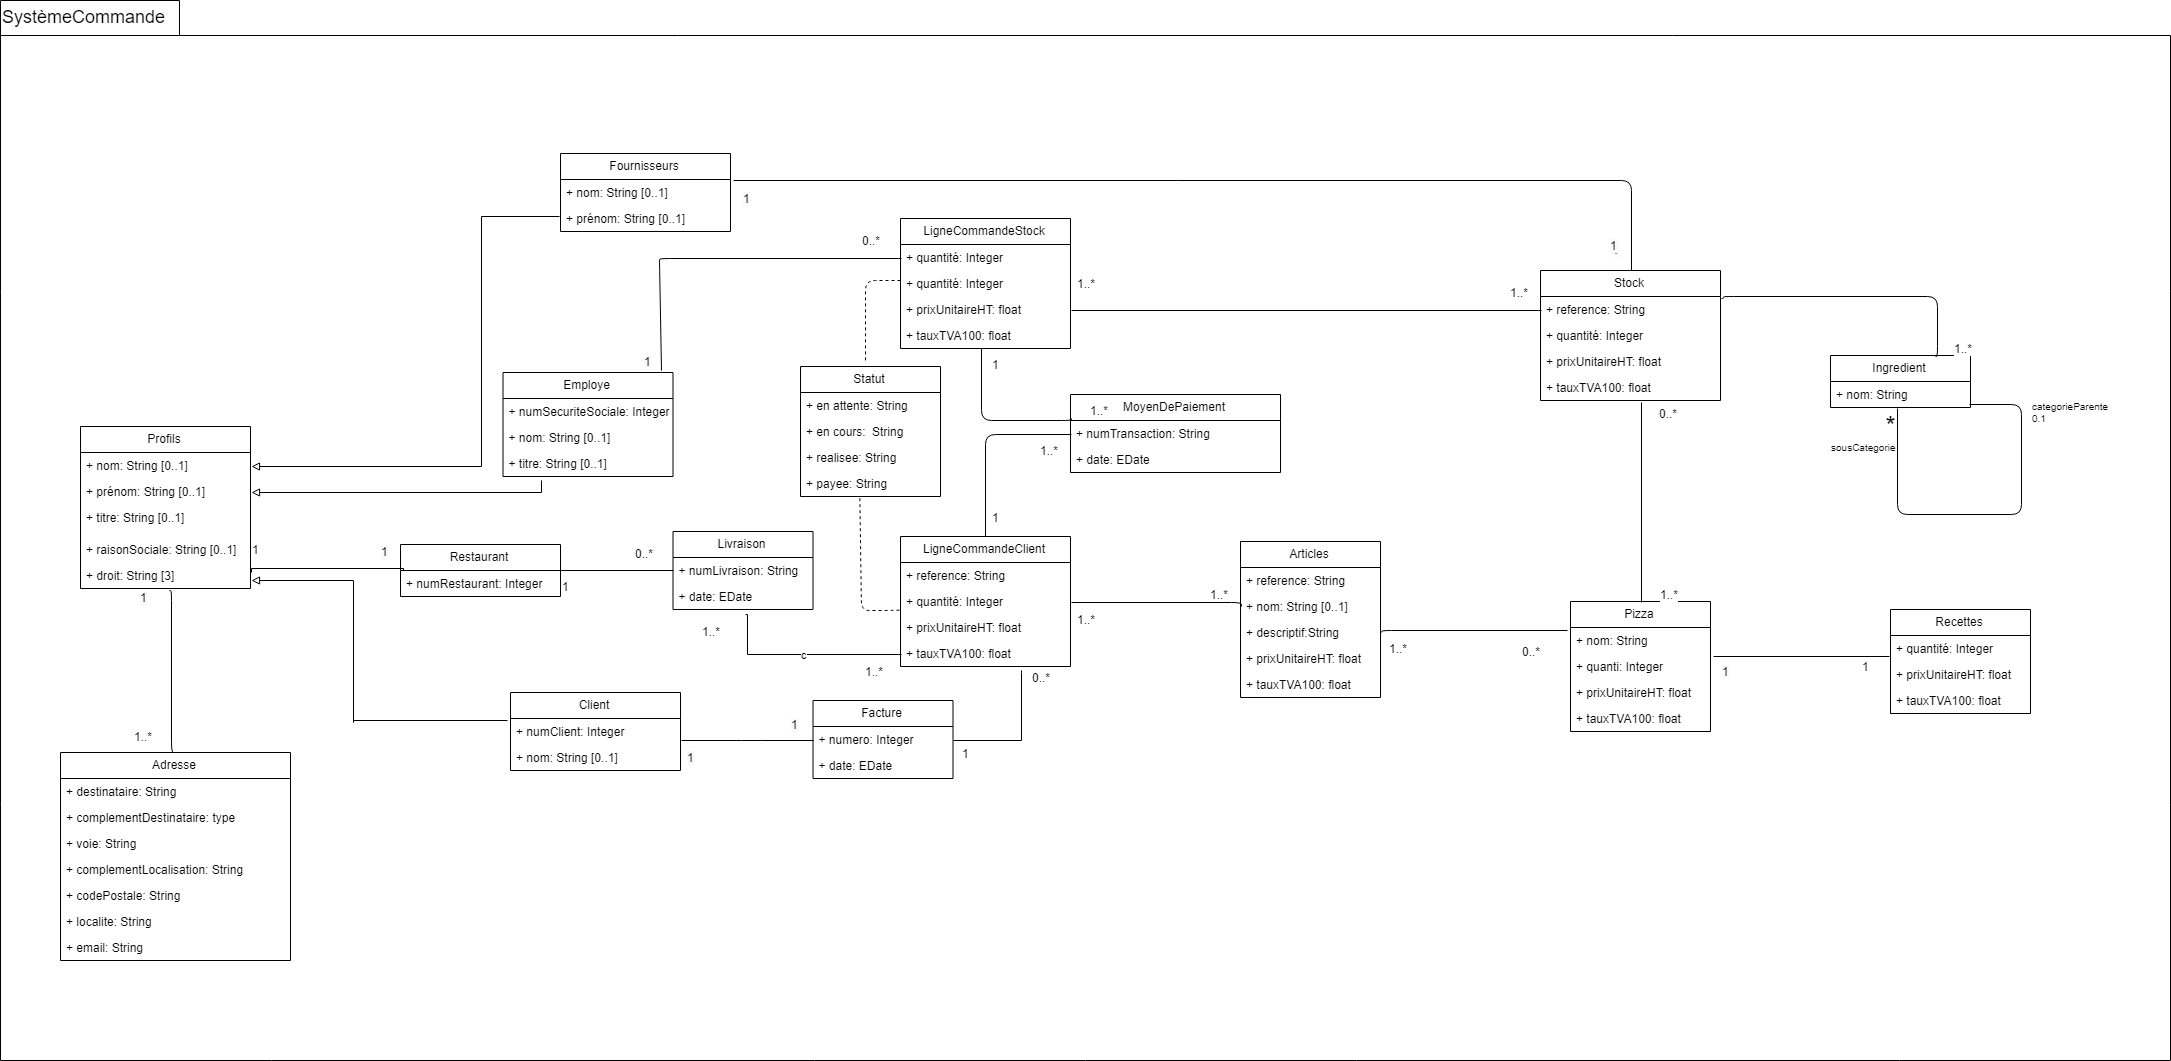 SystèmeCommande
Fournisseurs
+ nom: String [0..1]
+ prénom: String [0..1]
1
1
LigneCommandeStock
+ quantité: Integer
+ quantité: Integer
+ prixUnitaireHT: float
+ tauxTVA100: float
0..*
1..*
1..*
1
Stock
+ reference: String
+ quantité: Integer
+ prixUnitaireHT: float
+ tauxTVA100: float
0..*
1..*
Ingredient
+ nom: String
categorieParente
0.1
*
sousCategorie
1
Employe
+ numSecuriteSociale: Integer
+ nom: String [0..1]
+ titre: String [0..1]
Statut
+ en attente: String
+ en cours: String
+ realisee: String
+ payee: String
1..*
MoyenDePaiement
+ numTransaction: String
+ date: EDate
1..*
1
Profils
+ nom: String [0..1]
+ prénom: String [0..1]
+ titre: String [0..1]
+ raisonSociale: String [0..1]
+ droit: String [3]
1
1
1
Restaurant
+ numRestaurant: Integer
1
0..*
Livraison
+ numLivraison: String
+ date: EDate
1..*
c
1..*
LigneCommandeClient
+ reference: String
+ quantité: Integer
+ prixUnitaireHT: float
+ tauxTVA100: float
1..*
0..*
1..*
Articles
+ reference: String
+ nom: String [0..1]
+ descriptif:String
+ prixUnitaireHT: float
+ tauxTVA100: float
1..*
0..*
1..*
Pizza
+ nom: String
+ quanti: Integer
+ prixUnitaireHT: float
+ tauxTVA100: float
1
1
Recettes
+ quantité: Integer
+ prixUnitaireHT: float
+ tauxTVA100: float
Client
+ numClient: Integer
+ nom: String [0..1]
1
1
Facture
+ numero: Integer
+ date: EDate
1
1..*
Adresse
+ destinataire: String
+ complementDestinataire: type
+ voie: String
+ complementLocalisation: String
+ codePostale: String
+ localite: String
+ email: String